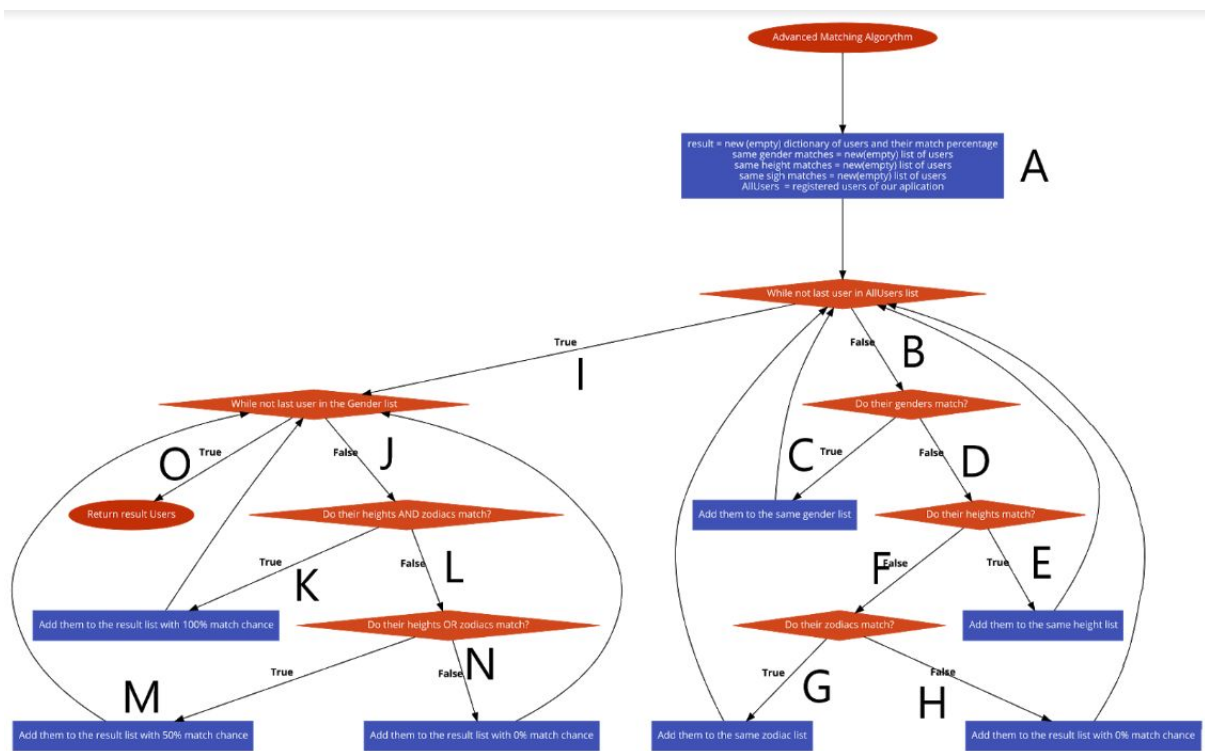 Advanced Matching Algorythm
result = new (empty) dictionary of users and their match percentage
same gender matches = new(empty) list of users
same height matches = new(empty) list of users
same sigh matches = new(empty) list of users
AllUsers = registered users of our aplication
A
While not last user in AllUsers list
True
I
False
B
While not last user in the Gender list
Do their genders match?
O
True
False
J
C
True
False
D
Return result Users
Do their heights AND zodiacs match?
Add them to the same gender list
Do their heights match?
True
K
False
L
F
False
True
E
Add them to the result list with 100% match chance
Do their heights OR zodiacs match?
Do their zodiacs match?
Add them to the same height list
M
True
False
N
True
G
False
H
Add them to the result list with 50% match chance
Add them to the result list with 0% match chance
Add them to the same zodiac list
Add them to the result list with 0% match chance